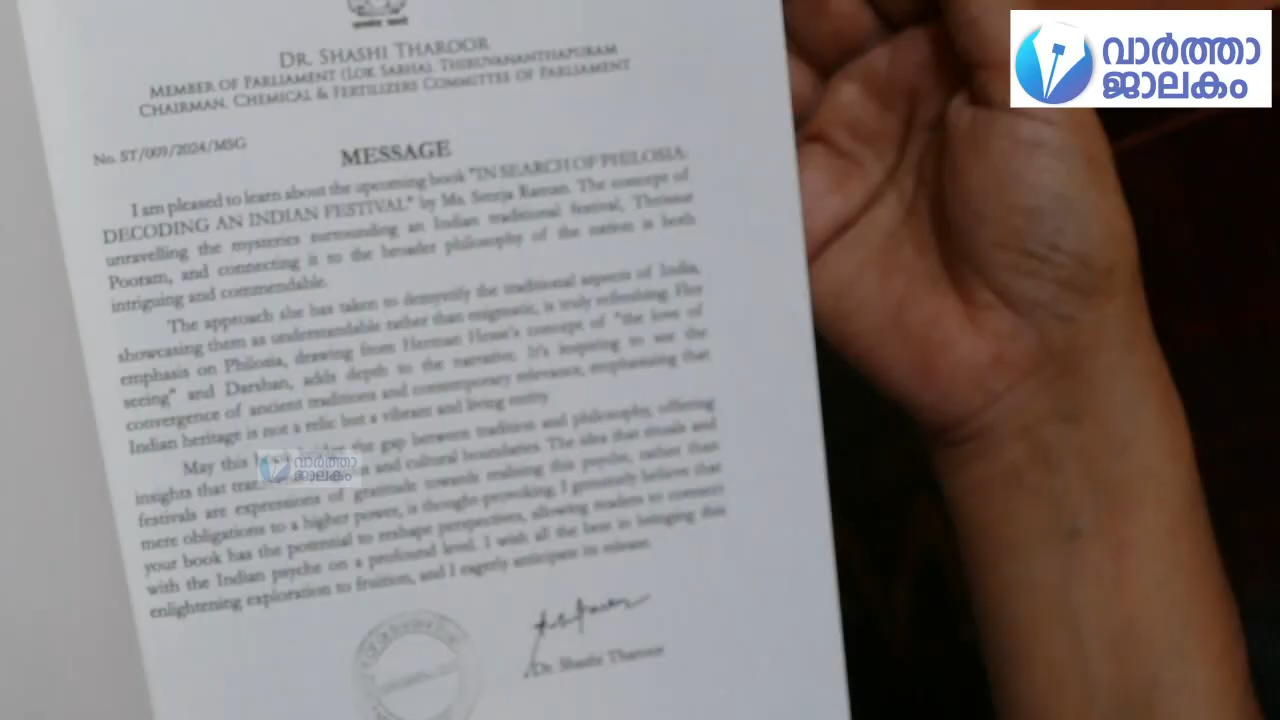 വാർത്താ
ജാലകം
DR. SHASHI THAROOR
MEMBER OF PARLIAMENT (LOK SABHA), THIRUVANANTHAPURAM
CHAIRMAN, CHEMICAL & FERTILIZERS COMMITTEE OF PARLIAMENT
No. ST/009/2024/MSG
MESSAGE
I am pleased to learn about the upcoming book "IN SEARCH OF PHILOSIA:
DECODING AN INDIAN FESTIVAL" by Ms. Raman. The concept of
unravelling the mysteries surrounding an Indian traditional festival, Thrissur
Pooram, and connecting it to the broader philosophy of the nation is both
intriguing and commendable.
The approach she has taken to demystify the traditional aspects of India,
showcasing them as understandable rather than enigmatic, is truly refreshing. Her
emphasis on Philosia, drawing from Herman Hesse's concept of "the love of
seeing" and Darshan, adds depth to the narrative. It's inspiring to see the
convergence of ancient traditions and contemporary relevance, emphasising that
Indian heritage is not a relic but a vibrant and living entity.
May this the gap between tradition and philosophy, offering
insights that and cultural boundaries. The idea that rituals and
festivals are expressions of gratitude towards realising this psyche, rather than
mere obligations to a higher power, is thought-provoking. I genuinely believe that
your book has the potential to reshape perspectives, allowing readers to connect
with the Indian psyche on a profound level. I wish all the best in bringing this
enlightening exploration to fruition, and I eagerly anticipate its release.
വാർത്താ
ജാലകം
Dr. Shashi Tharoor